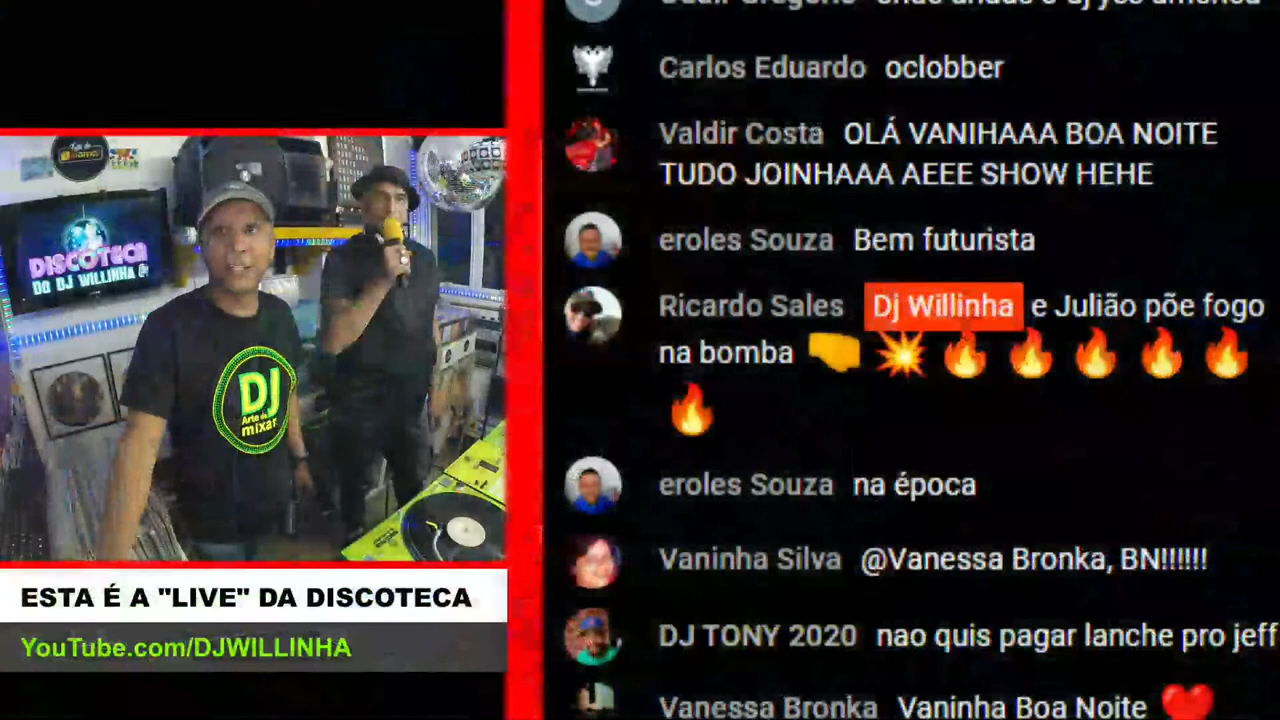 DISCOTECA
DO DJ WILLINHA
DJ
Arte de
mixar
ESTA É A "LIVE" DA DISCOTECA
YouTube.com/DJWILLINHA
Carlos Eduardo oclobber
Valdir Costa OLÁ VANIHAAA BOA NOITE
TUDO JOINHAAA AEEE SHOW HEHE
eroles Souza Bem futurista
Ricardo Sales Dj Willinha e Julião põe fogo
na bomba 🤜💥🔥🔥🔥🔥🔥
🔥
eroles Souza na época
Vaninha Silva @Vanessa Bronka, BN!!!!!!
DJ TONY 2020 nao quis pagar lanche pro jeff
Vanessa Bronka Vaninha Boa Noite ❤️